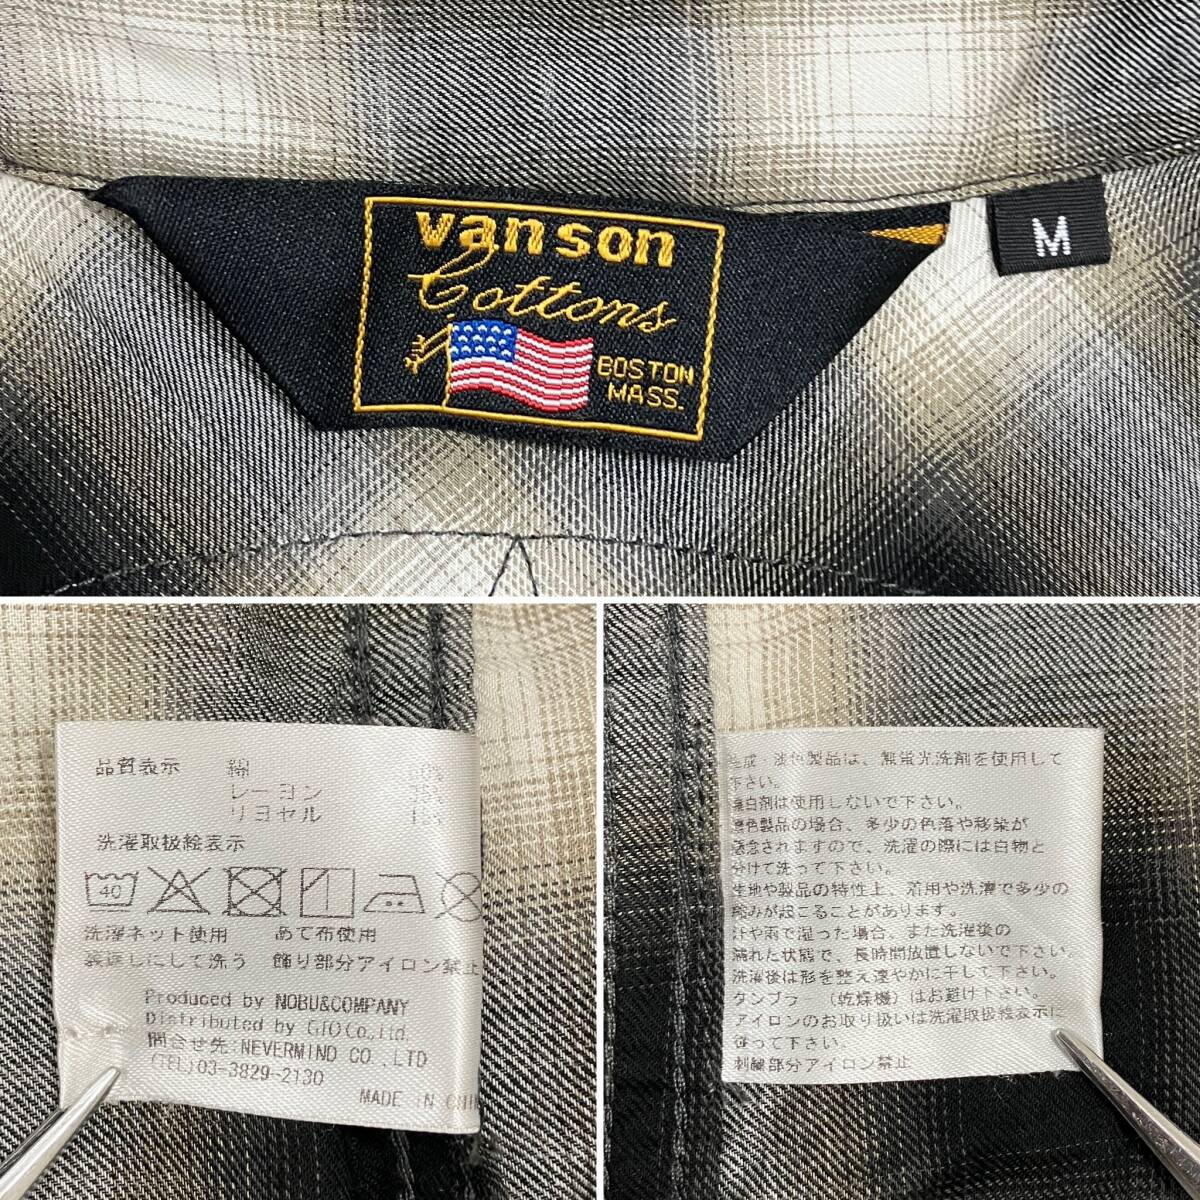 vanson
Cottons
BOSTON
MASS.
M
品質表示 綿 60%
レーヨン
リヨセル
洗濯取扱絵表示
40
洗濯ネット使用 あて布使用
裏返しにして洗う 飾り部分アイロン禁止
Produced by NOBU&COMPANY
Distributed by GIO Co.,Ltd.
問合せ先:NEVERMIND CO.,LTD
(TEL)03-3829-2130
MADE IN CHIN
生成・淡色製品は、無蛍光洗剤を使用して
下さい。
漂白剤は使用しないで下さい。
濃色製品の場合、多少の色落や移染が
懸念されますので、洗濯の際には白物と
分けて洗って下さい。
生地や製品の特性上、着用や洗濯で多少の
縮みが起こることがあります。
汗や雨で湿った場合、また洗濯後の
濡れた状態で、長時間放置しないで下さい。
洗濯後は形を整え速やかに干して下さい。
タンブラー(乾燥機)はお避け下さい。
アイロンのお取り扱いは洗濯取扱絵表示に
従って下さい。
刺繍部分アイロン禁止